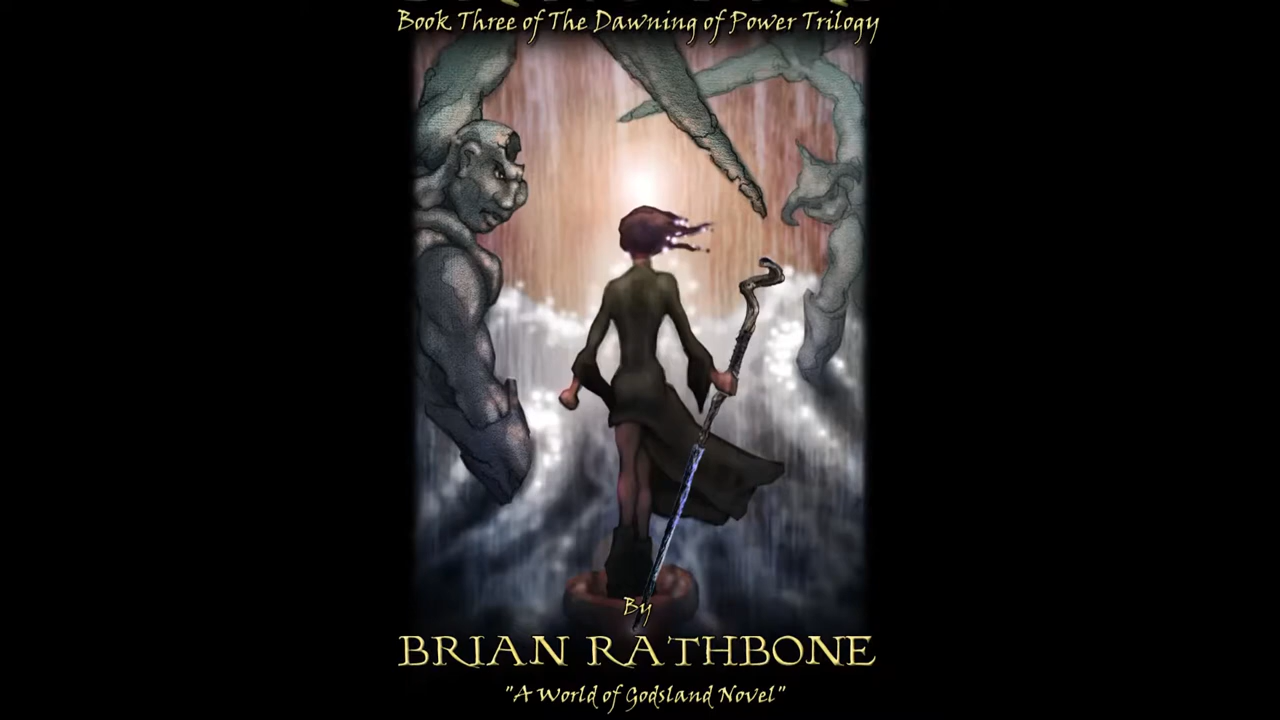 Book Three of The Dawning of Power Trilogy
By
BRIAN RATHBONE
"A World of Godsland Novel"